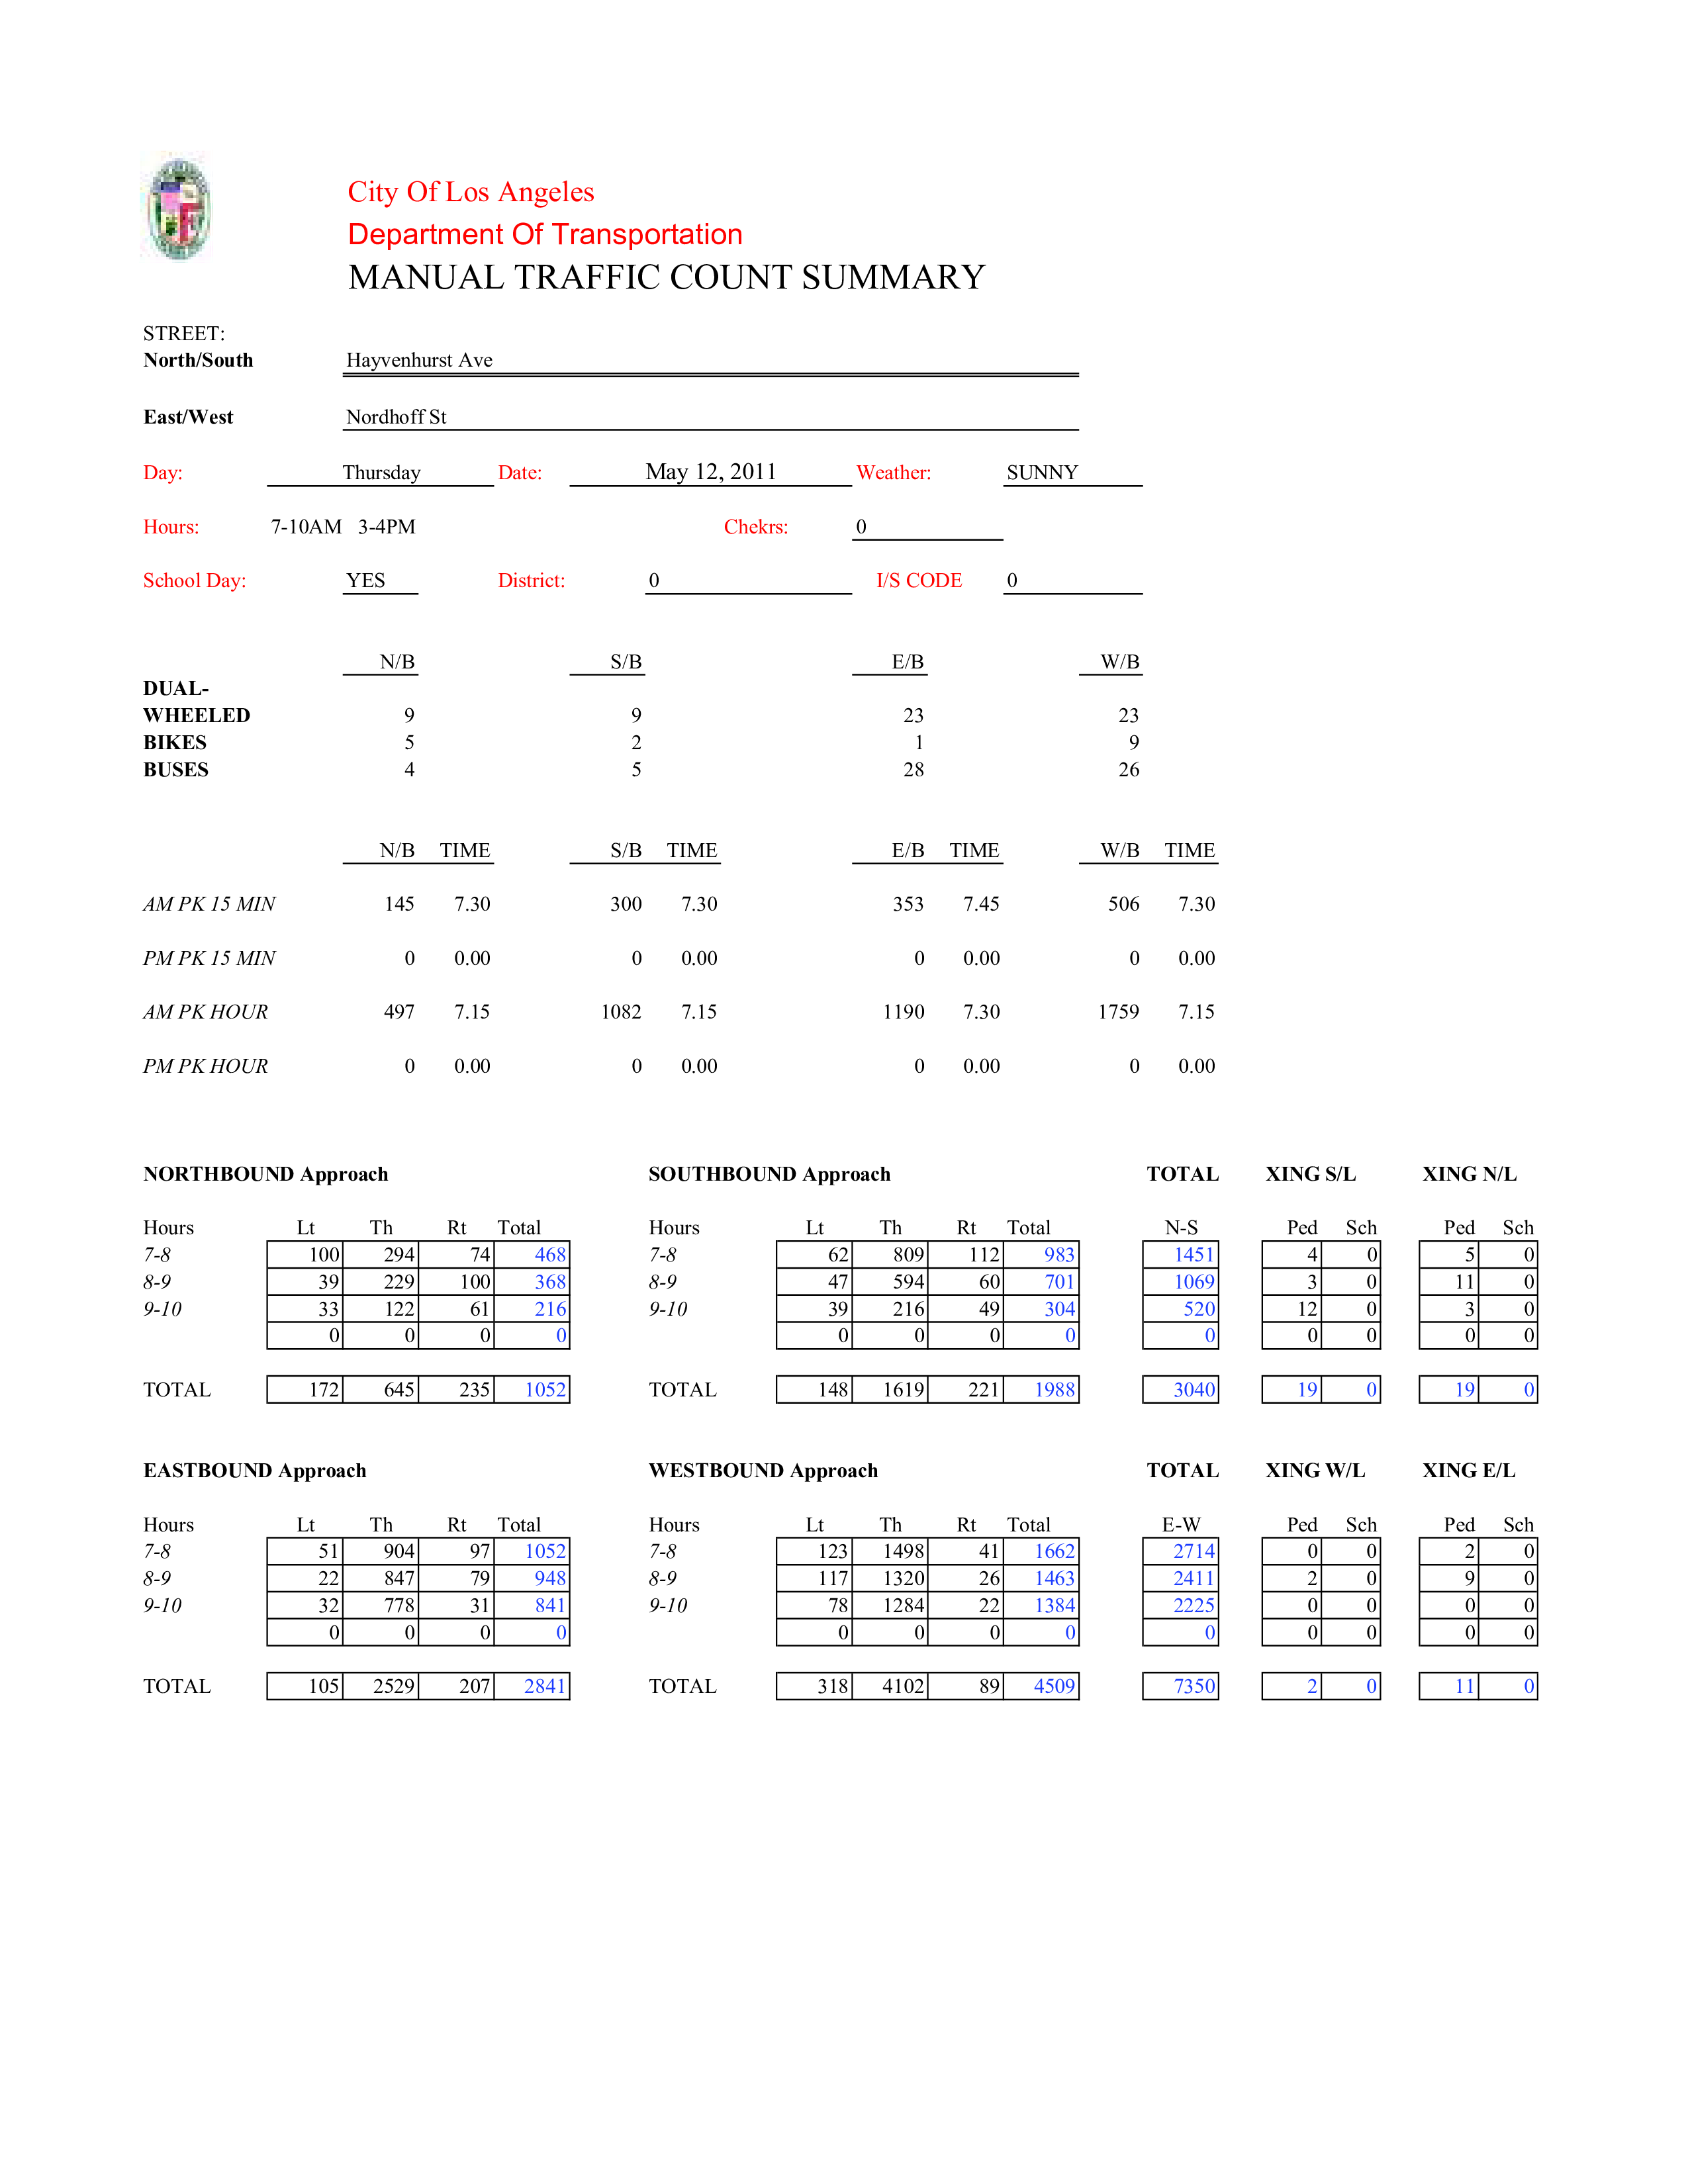 City Of Los Angeles
Department Of Transportation
MANUAL TRAFFIC COUNT SUMMARY
STREET:
North/South Hayvenhurst Ave
East/West Nordhoff St
Day: Thursday Date: May 12, 2011 Weather: SUNNY
Hours: 7-10AM 3-4PM Chekrs: 0
School Day: YES District: 0 I/S CODE 0
N/B S/B E/B W/B
DUAL-
WHEELED 9 9 23 23
BIKES 5 2 1 9
BUSES 4 5 28 26
N/B TIME S/B TIME E/B TIME W/B TIME
AM PK 15 MIN 145 7.30 300 7.30 353 7.45 506 7.30
PM PK 15 MIN 0 0.00 0 0.00 0 0.00 0 0.00
AM PK HOUR 497 7.15 1082 7.15 1190 7.30 1759 7.15
PM PK HOUR 0 0.00 0 0.00 0 0.00 0 0.00
NORTHBOUND Approach SOUTHBOUND Approach TOTAL XING S/L XING N/L
Hours Lt Th Rt Total Hours Lt Th Rt Total N-S Ped Sch Ped Sch
7-8 100 294 74 468 7-8 62 809 112 983 1451 4 0 5 0
8-9 39 229 100 368 8-9 47 594 60 701 1069 3 0 11 0
9-10 33 122 61 216 9-10 39 216 49 304 520 12 0 3 0
0 0 0 0 0 0 0 0 0 0 0 0 0
TOTAL 172 645 235 1052 TOTAL 148 1619 221 1988 3040 19 0 19 0
EASTBOUND Approach WESTBOUND Approach TOTAL XING W/L XING E/L
Hours Lt Th Rt Total Hours Lt Th Rt Total E-W Ped Sch Ped Sch
7-8 51 904 97 1052 7-8 123 1498 41 1662 2714 0 0 2 0
8-9 22 847 79 948 8-9 117 1320 26 1463 2411 2 0 9 0
9-10 32 778 31 841 9-10 78 1284 22 1384 2225 0 0 0 0
0 0 0 0 0 0 0 0 0 0 0 0 0
TOTAL 105 2529 207 2841 TOTAL 318 4102 89 4509 7350 2 0 11 0